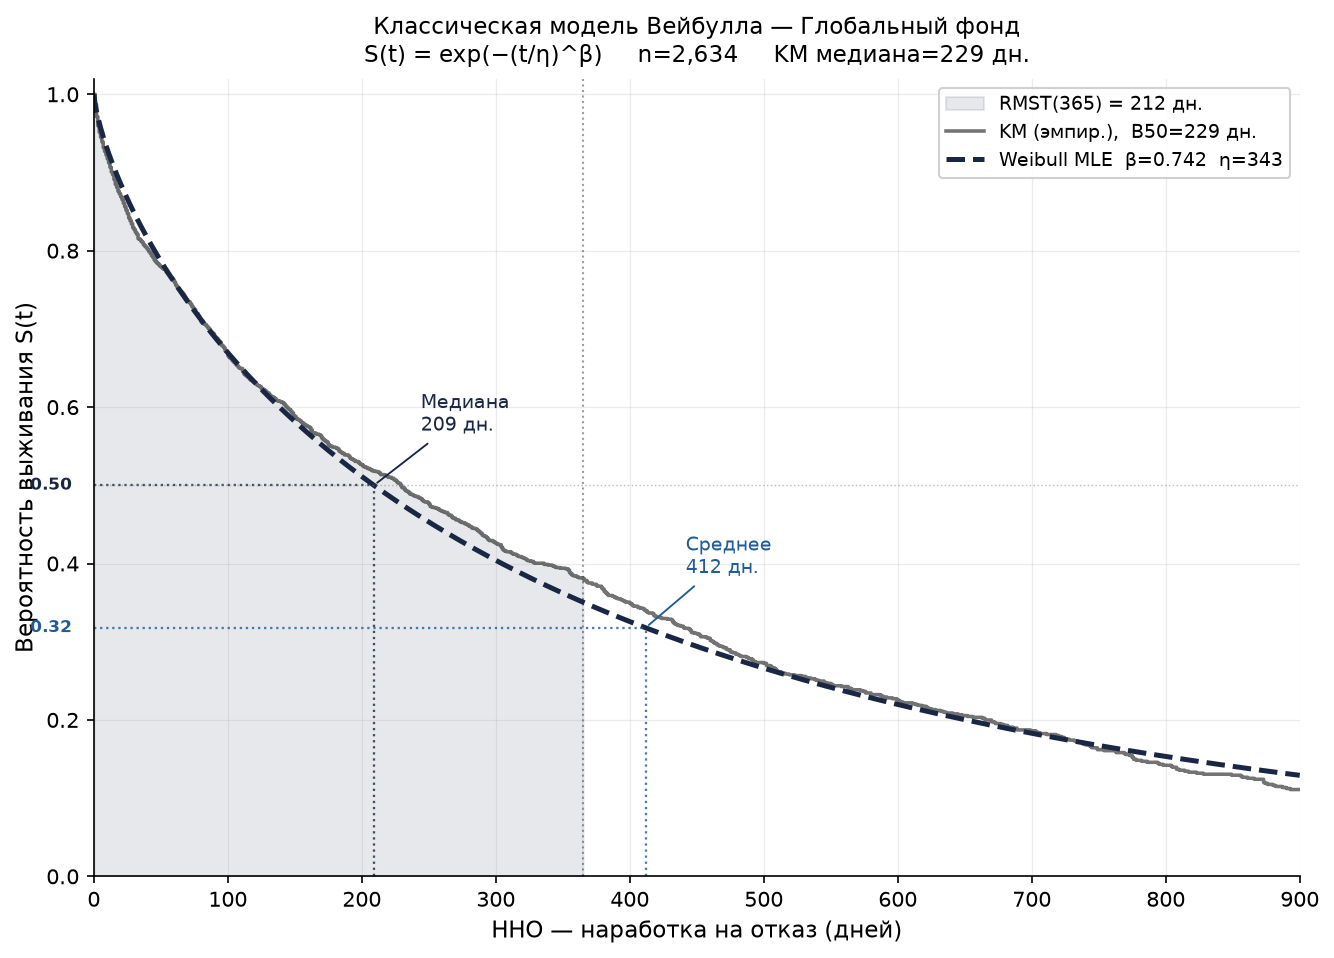 Классическая модель Вейбулла — Глобальный фонд
S(t) = exp(−(t/η)^β)     n=2,634     KM медиана=229 дн.
RMST(365) = 212 дн.
KM (эмпир.),  B50=229 дн.
Weibull MLE  β=0.742  η=343
Вероятность выживания S(t)
1.0
0.8
0.6
0.50
0.4
0.32
0.2
0.0
Медиана
209 дн.
Среднее
412 дн.
0 100 200 300 400 500 600 700 800 900
ННО — наработка на отказ (дней)